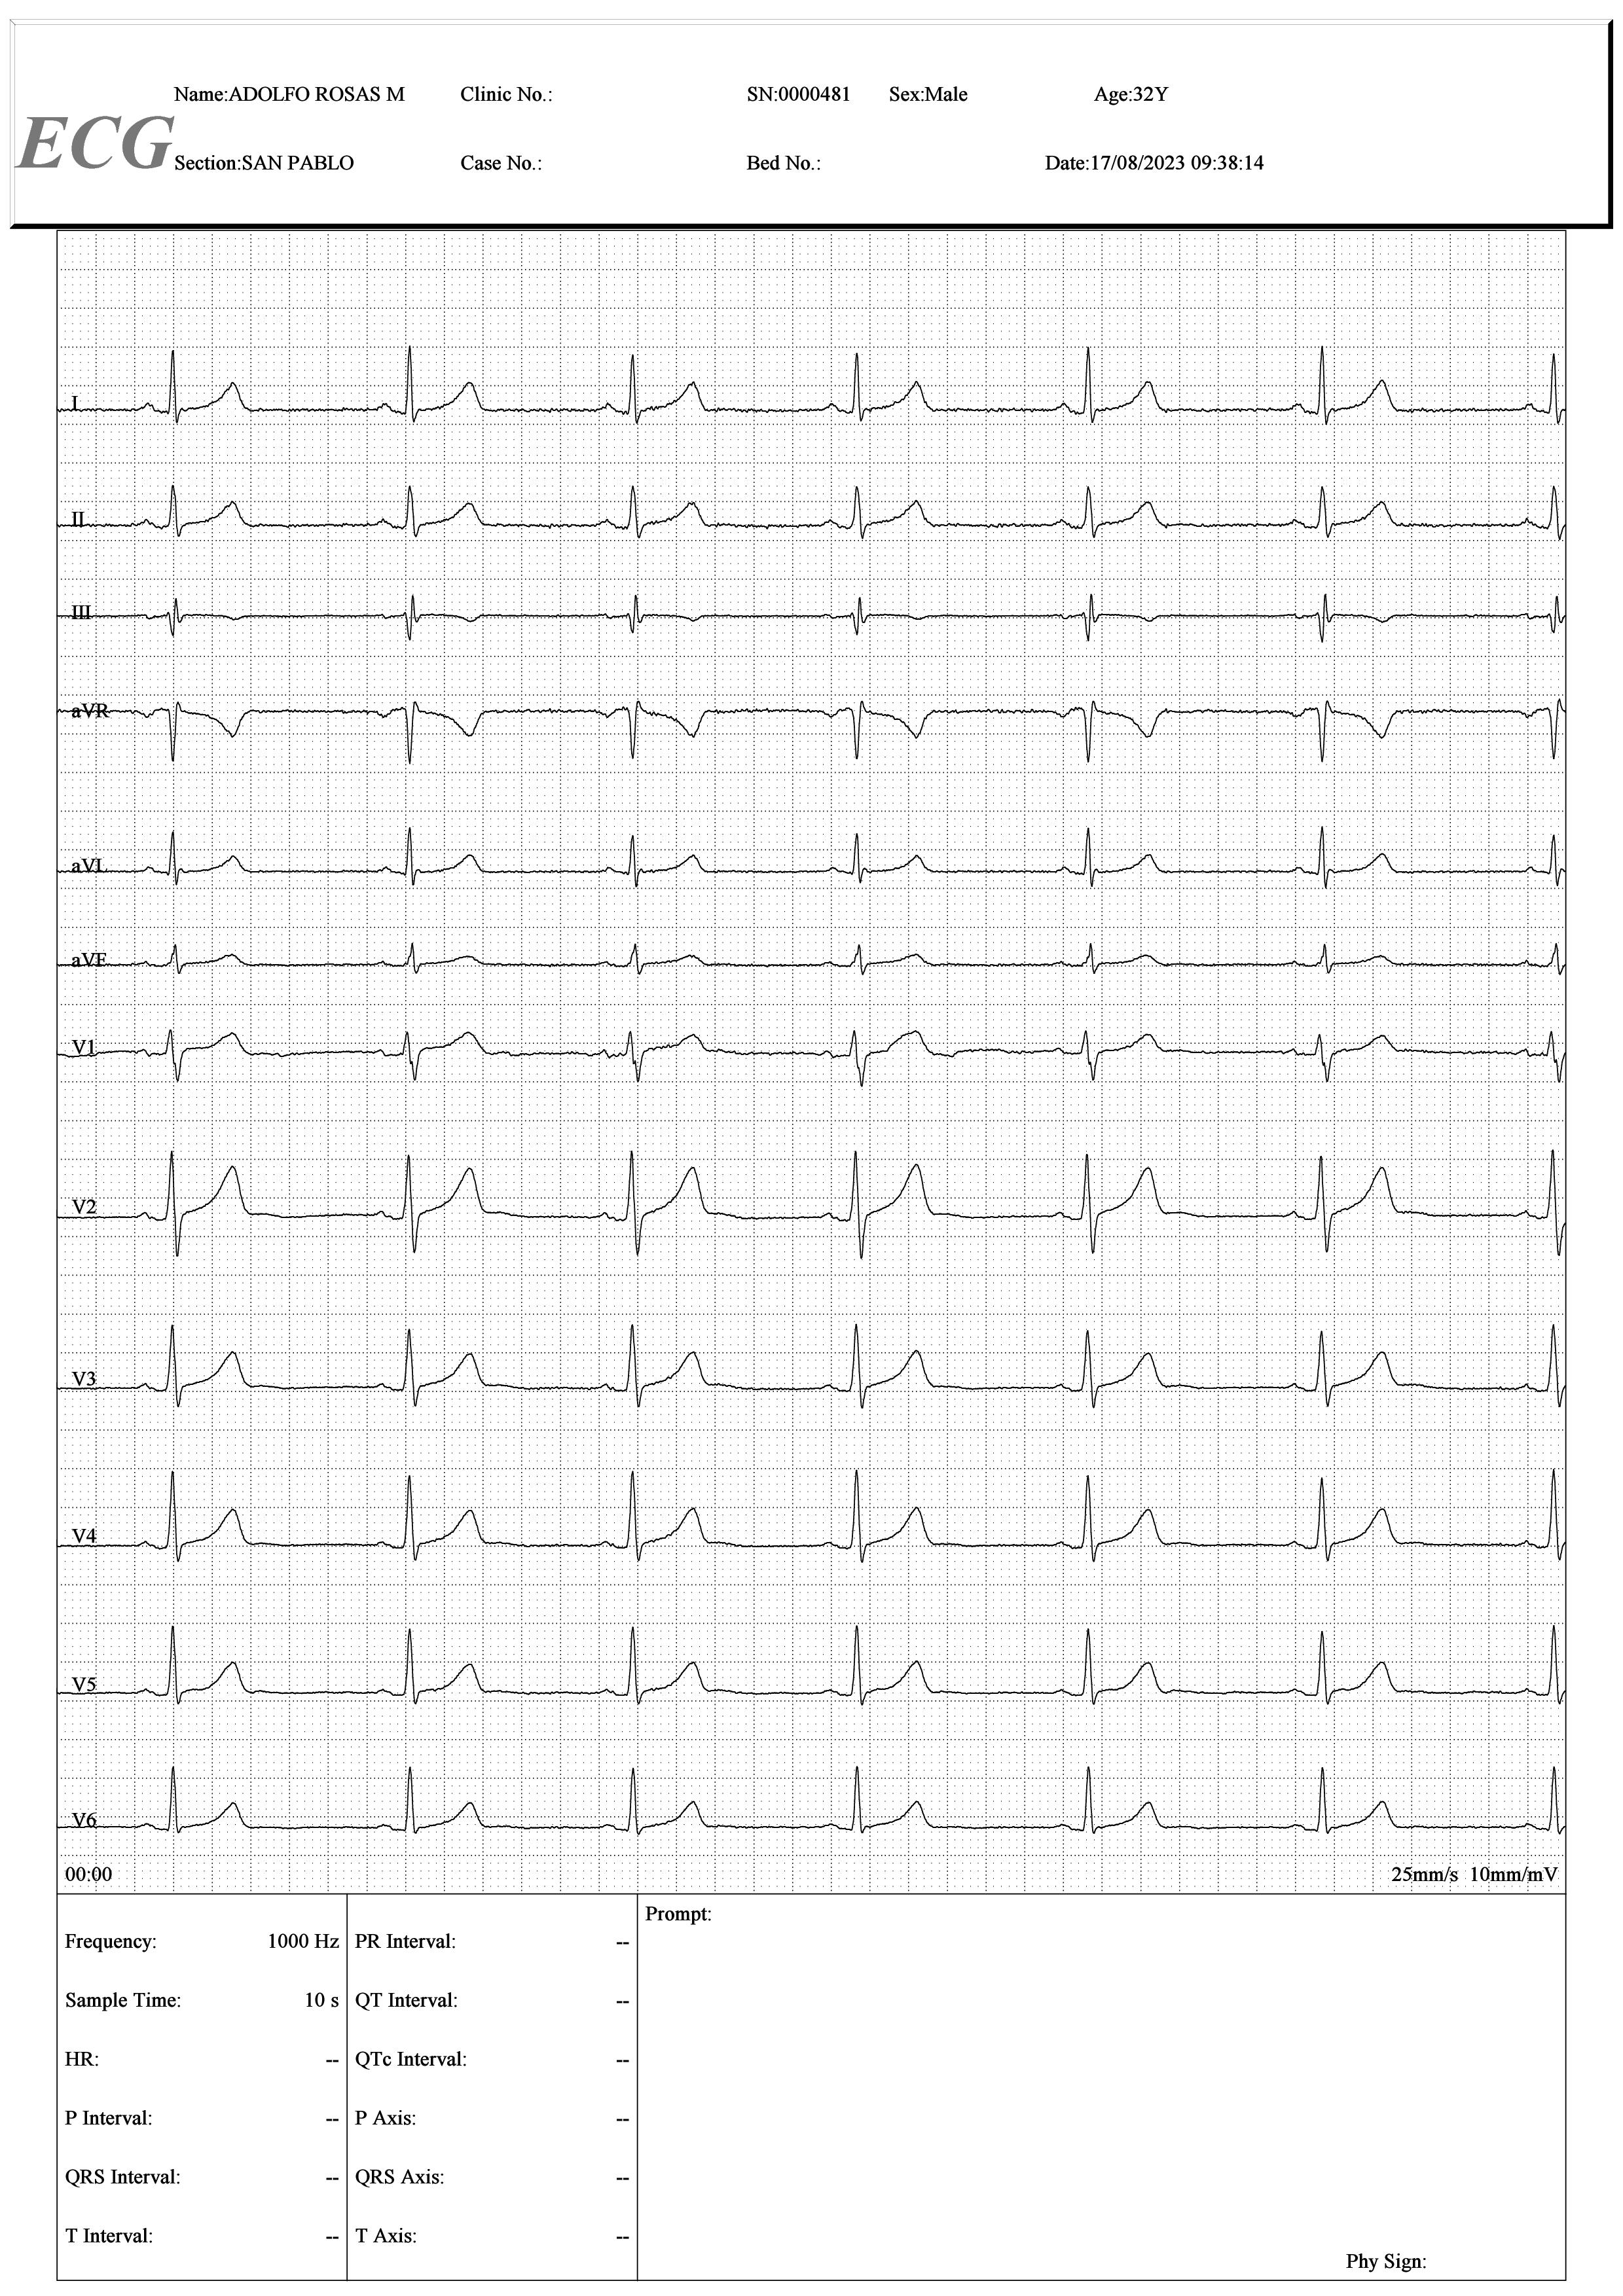 ECG
Name:ADOLFO ROSAS M Clinic No.: SN:0000481 Sex:Male Age:32Y
Section:SAN PABLO Case No.: Bed No.: Date:17/08/2023 09:38:14
I
II
III
aVR
aVL
aVF
V1
V2
V3
V4
V5
V6
00:00 25mm/s 10mm/mV
Prompt:
Frequency: 1000 Hz PR Interval: --
Sample Time: 10 s QT Interval: --
HR: -- QTc Interval: --
P Interval: -- P Axis: --
QRS Interval: -- QRS Axis: --
T Interval: -- T Axis: --
Phy Sign: